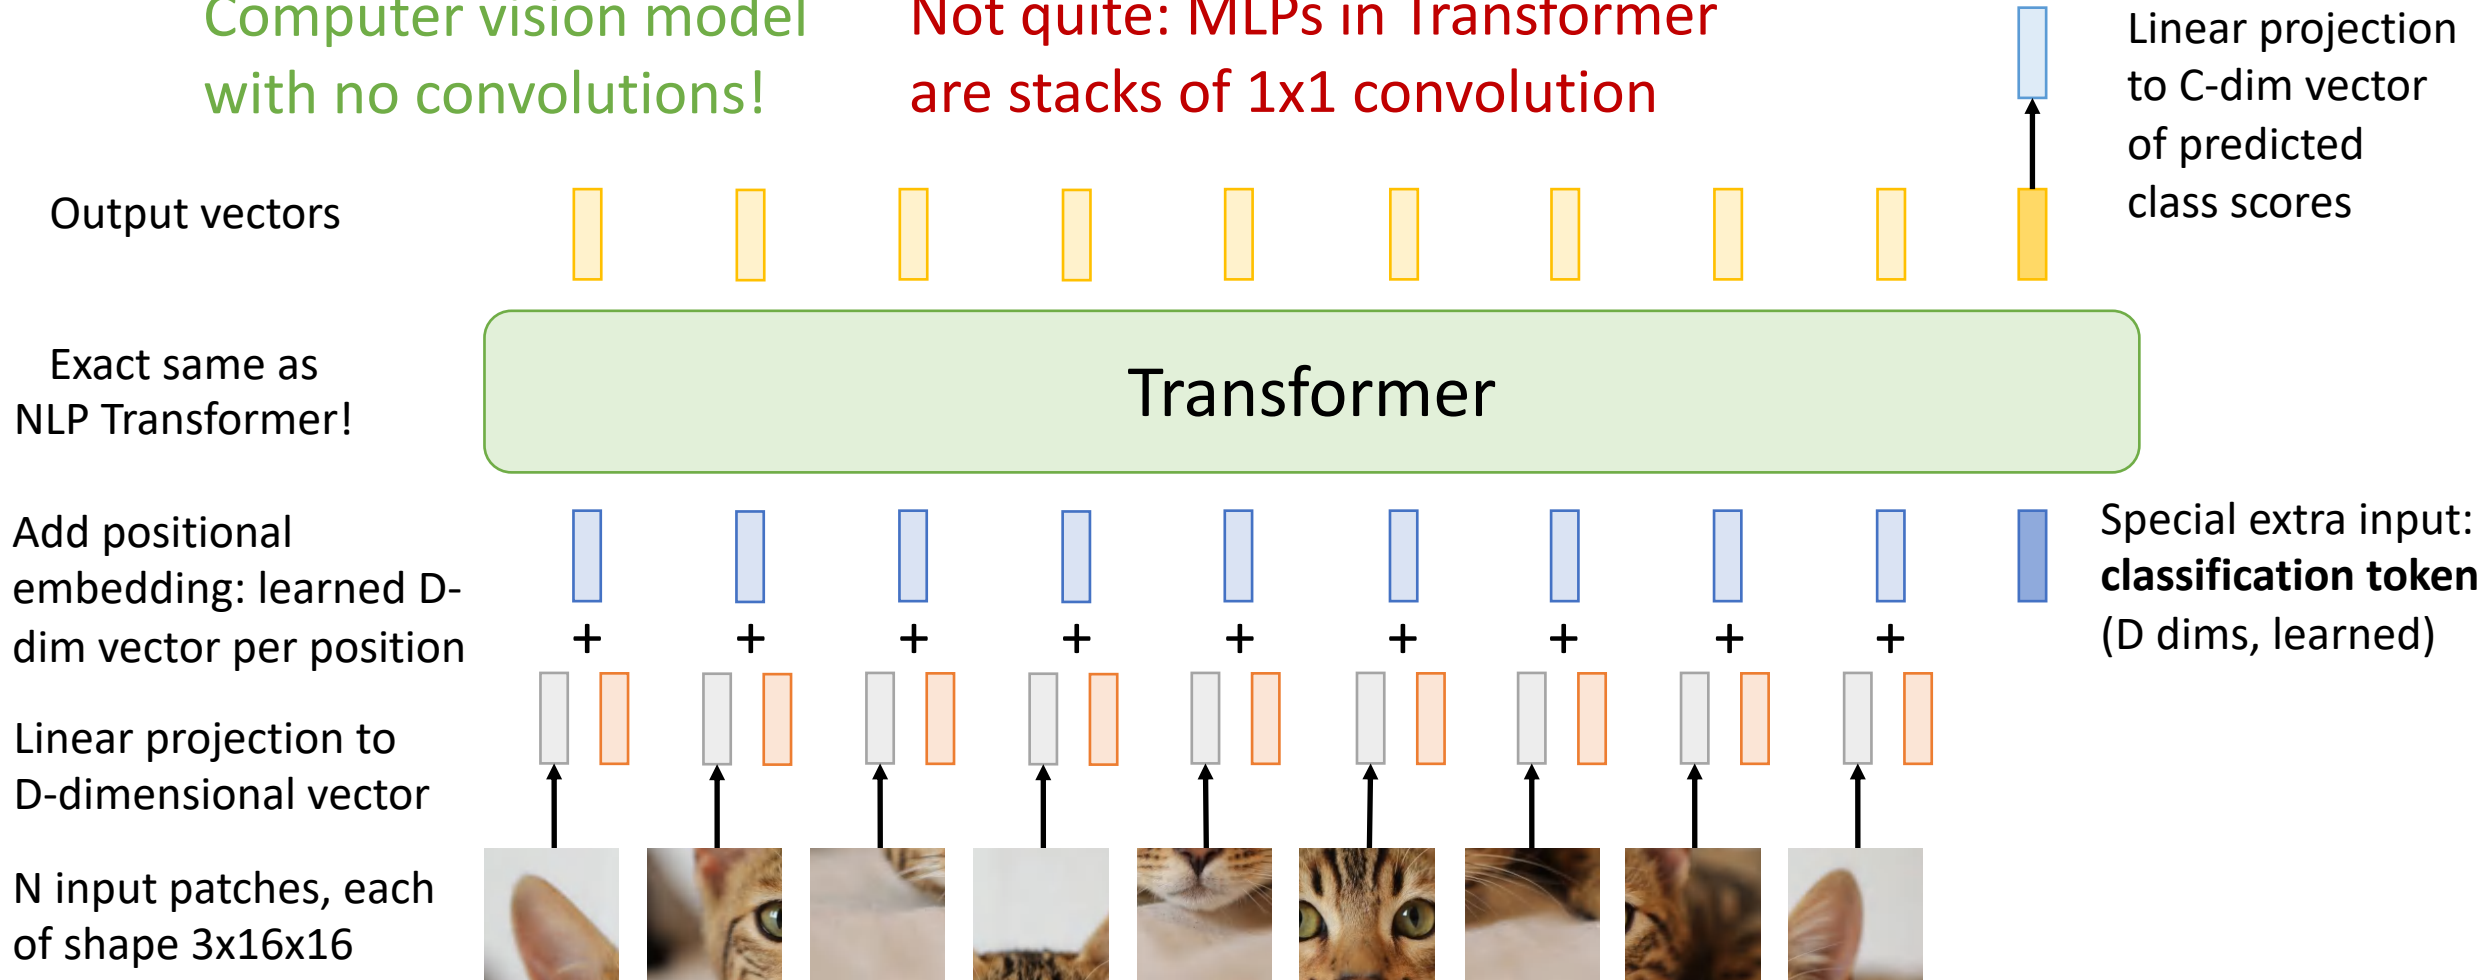 Computer vision model
with no convolutions!
Not quite: MLPs in Transformer
are stacks of 1x1 convolution
Linear projection
to C-dim vector
of predicted
class scores
Output vectors
Exact same as
NLP Transformer!
Transformer
Add positional
embedding: learned D-
dim vector per position
Special extra input:
classification token
(D dims, learned)
+ + + + + + + + +
Linear projection to
D-dimensional vector
N input patches, each
of shape 3x16x16